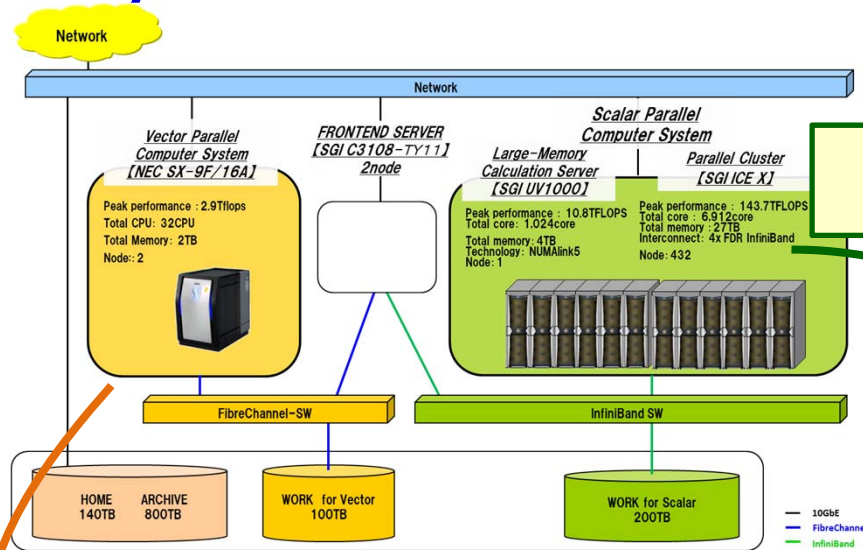 Network
Network
Vector Parallel
Computer System
[NEC SX-9F/16A]
Peak performance : 2.9Tflops
Total CPU: 32CPU
Total Memory: 2TB
Node:: 2
FRONTEND SERVER
[SGI C3108-TY11]
2node
Scalar Parallel
Computer System
Large-Memory
Calculation Server
[SGI UV1000]
Peak performance : 10.8TFLOPS
Total core: 1.024core
Total memory: 4TB
Technology: NUMAlink5
Node: 1
Parallel Cluster
[SGI ICE X]
Peak performance : 143.7TFLOPS
Total core : 6.912core
Total memory : 27TB
Interconnect: 4x FDR InfiniBand
Node: 432
FibreChannel-SW
InfiniBand SW
HOME ARCHIVE
140TB 800TB
WORK for Vector
100TB
WORK for Scalar
200TB
10GbE
FibreChannel
InfiniBand